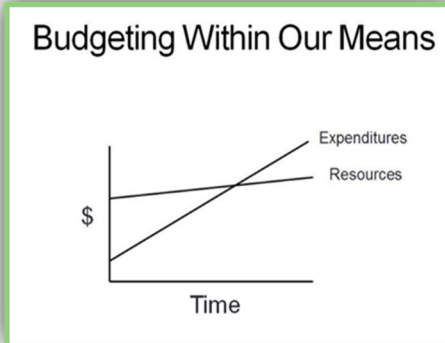 Budgeting Within Our Means
Expenditures
Resources
$
Time